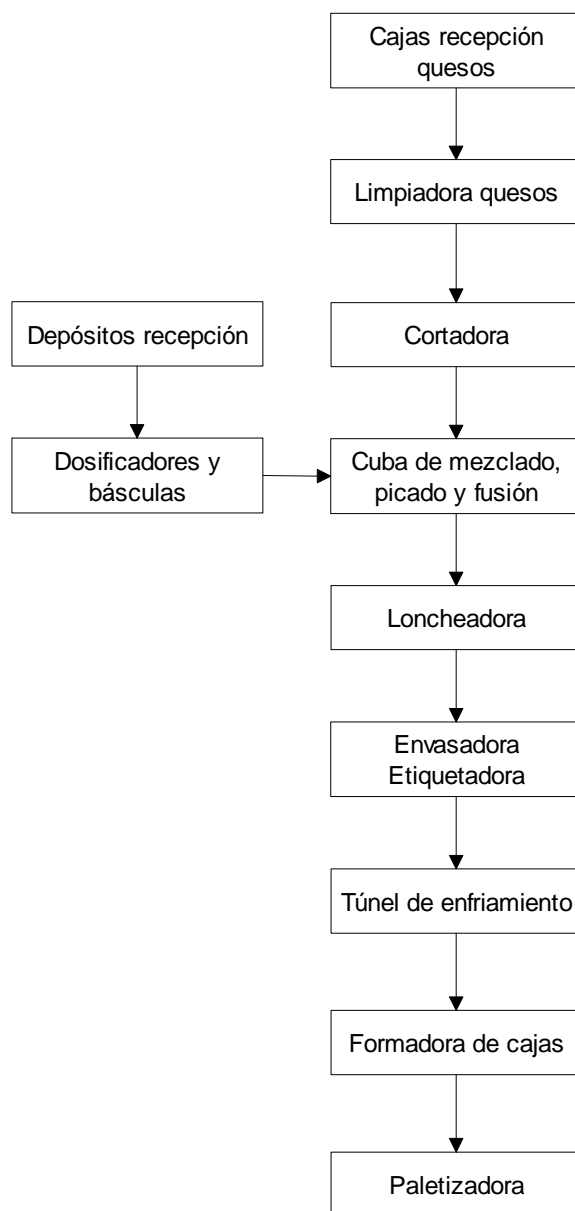 Cajas recepción
quesos
Limpiadora quesos
Depósitos recepción
Cortadora
Dosificadores y
básculas
Cuba de mezclado,
picado y fusión
Loncheadora
Envasadora
Etiquetadora
Túnel de enfriamiento
Formadora de cajas
Paletizadora